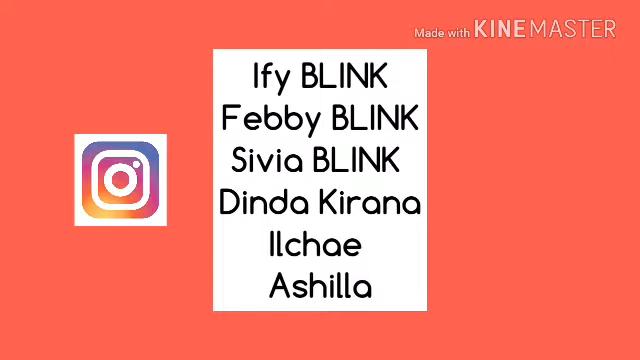 Made with KINEMASTER
Ify BLINK
Febby BLINK
Sivia BLINK
Dinda Kirana
Ilchae
Ashilla